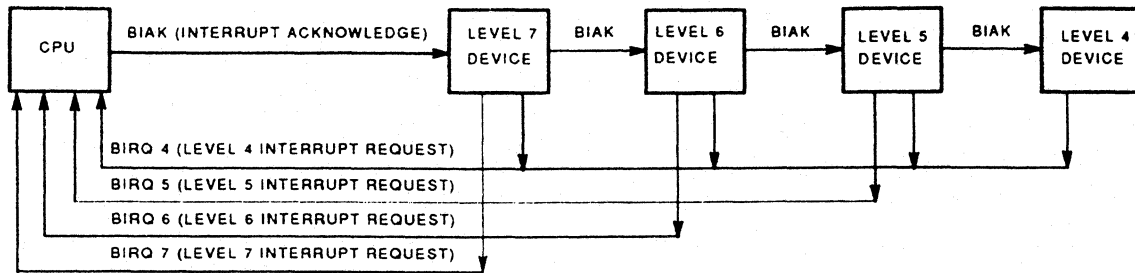 CPU
BIAK (INTERRUPT ACKNOWLEDGE)
LEVEL 7
DEVICE
BIAK
LEVEL 6
DEVICE
BIAK
LEVEL 5
DEVICE
BIAK
LEVEL 4
DEVICE
BIRQ 4 (LEVEL 4 INTERRUPT REQUEST)
BIRQ 5 (LEVEL 5 INTERRUPT REQUEST)
BIRQ 6 (LEVEL 6 INTERRUPT REQUEST)
BIRQ 7 (LEVEL 7 INTERRUPT REQUEST)